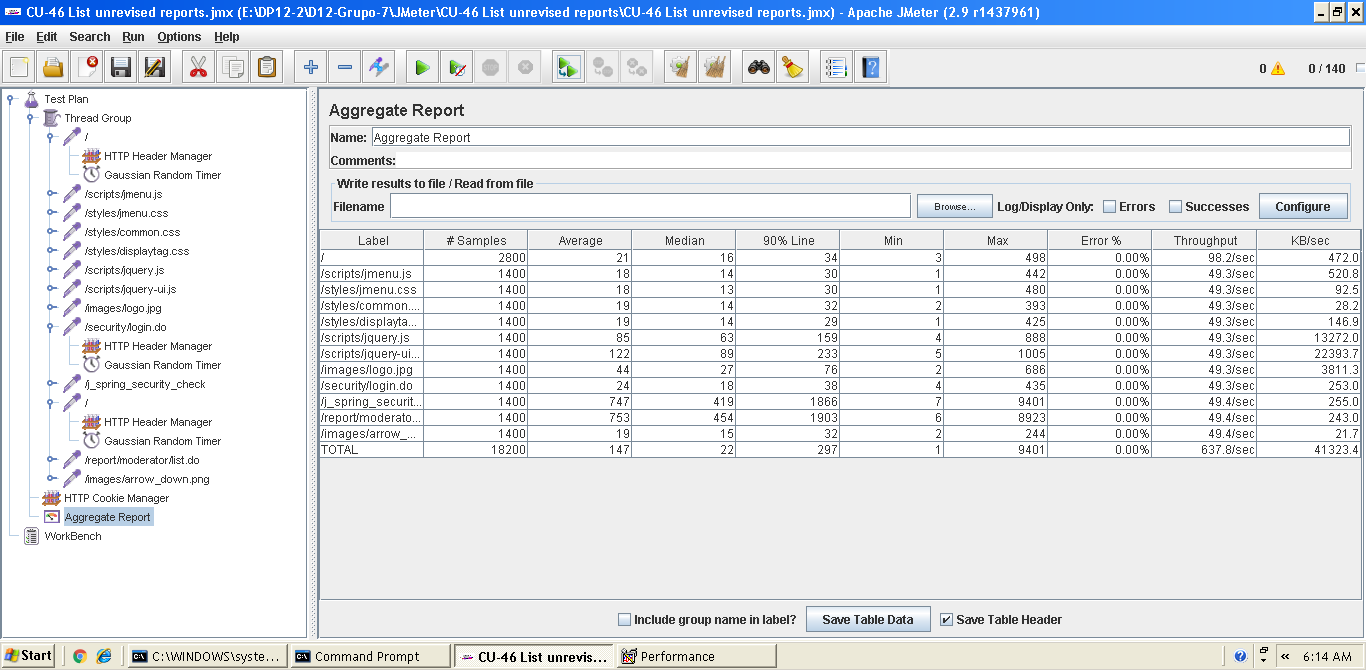 CU-46 List unrevised reports.jmx (E:\DP12-2\D12-Grupo-7\JMeter\CU-46 List unrevised reports\CU-46 List unrevised reports.jmx) - Apache JMeter (2.9 r1437961)
File Edit Search Run Options Help
0 0 / 140
Test Plan
Thread Group
/
HTTP Header Manager
Gaussian Random Timer
/scripts/jmenu.js
/styles/jmenu.css
/styles/common.css
/styles/displaytag.css
/scripts/jquery.js
/scripts/jquery-ui.js
/images/logo.jpg
/security/login.do
HTTP Header Manager
Gaussian Random Timer
/j_spring_security_check
/
HTTP Header Manager
Gaussian Random Timer
/report/moderator/list.do
/images/arrow_down.png
HTTP Cookie Manager
Aggregate Report
WorkBench
Aggregate Report
Name: Aggregate Report
Comments:
Write results to file / Read from file
Filename Browse... Log/Display Only: Errors Successes Configure
Label # Samples Average Median 90% Line Min Max Error % Throughput KB/sec
/ 2800 21 16 34 3 498 0.00% 98.2/sec 472.0
/scripts/jmenu.js 1400 18 14 30 1 442 0.00% 49.3/sec 520.8
/styles/jmenu.css 1400 18 13 30 1 480 0.00% 49.3/sec 92.5
/styles/common.... 1400 19 14 32 2 393 0.00% 49.3/sec 28.2
/styles/displayta... 1400 19 14 29 1 425 0.00% 49.3/sec 146.9
/scripts/jquery.js 1400 85 63 159 4 888 0.00% 49.3/sec 13272.0
/scripts/jquery-ui... 1400 122 89 233 5 1005 0.00% 49.3/sec 22393.7
/images/logo.jpg 1400 44 27 76 2 686 0.00% 49.3/sec 3811.3
/security/login.do 1400 24 18 38 4 435 0.00% 49.3/sec 253.0
/j_spring_securit... 1400 747 419 1866 7 9401 0.00% 49.4/sec 255.0
/report/moderato... 1400 753 454 1903 6 8923 0.00% 49.4/sec 243.0
/images/arrow_... 1400 19 15 32 2 244 0.00% 49.4/sec 21.7
TOTAL 18200 147 22 297 1 9401 0.00% 637.8/sec 41323.4
Include group name in label? Save Table Data Save Table Header
Start C:\WINDOWS\syste... Command Prompt CU-46 List unrevis... Performance 6:14 AM